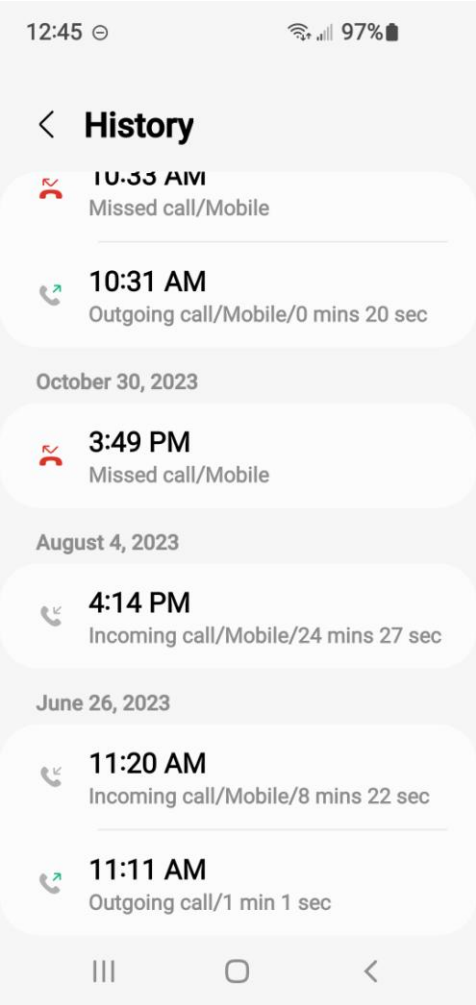 12:45 97%
History
10:33 AM
Missed call/Mobile
10:31 AM
Outgoing call/Mobile/0 mins 20 sec
October 30, 2023
3:49 PM
Missed call/Mobile
August 4, 2023
4:14 PM
Incoming call/Mobile/24 mins 27 sec
June 26, 2023
11:20 AM
Incoming call/Mobile/8 mins 22 sec
11:11 AM
Outgoing call/1 min 1 sec